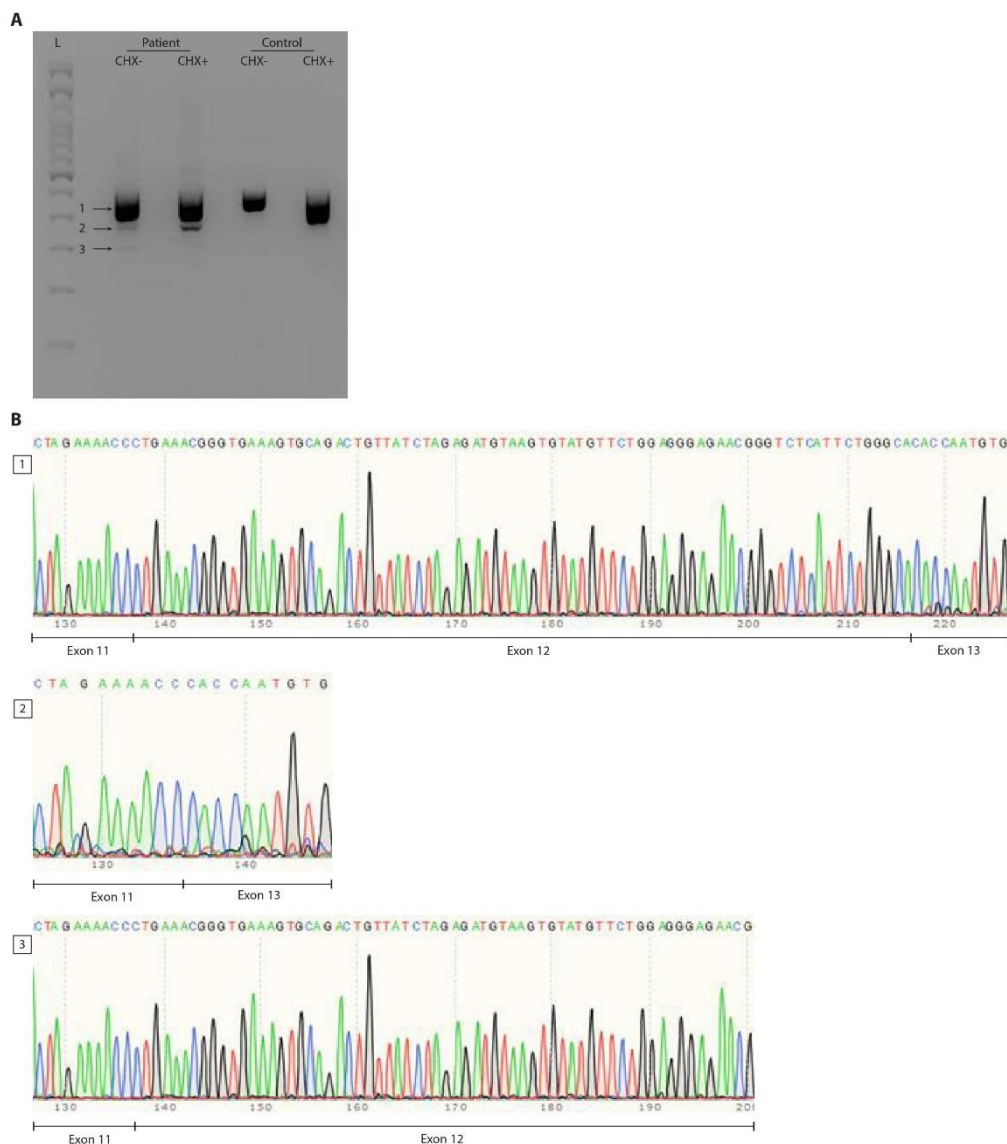 A
L Patient Control
CHX- CHX+ CHX- CHX+
1
2
3
B
CTAGAAAACCCTGAAACGGGTGAAAGTGCAGACTGTTATCTAGAGATGTAAGTGTATGTTCTGGAGGGAGAACGGGTCTCATTCTGGGCACACCAATGTG
1
130 140 150 160 170 180 190 200 210 220
Exon 11 Exon 12 Exon 13
CTAGAAAACCCACCAATGTG
2
130 140
Exon 11 Exon 13
CTAGAAAACCCTGAAACGGGTGAAAGTGCAGACTGTTATCTAGAGATGTAAGTGTATGTTCTGGAGGGAGAACG
3
130 140 150 160 170 180 190 20
Exon 11 Exon 12